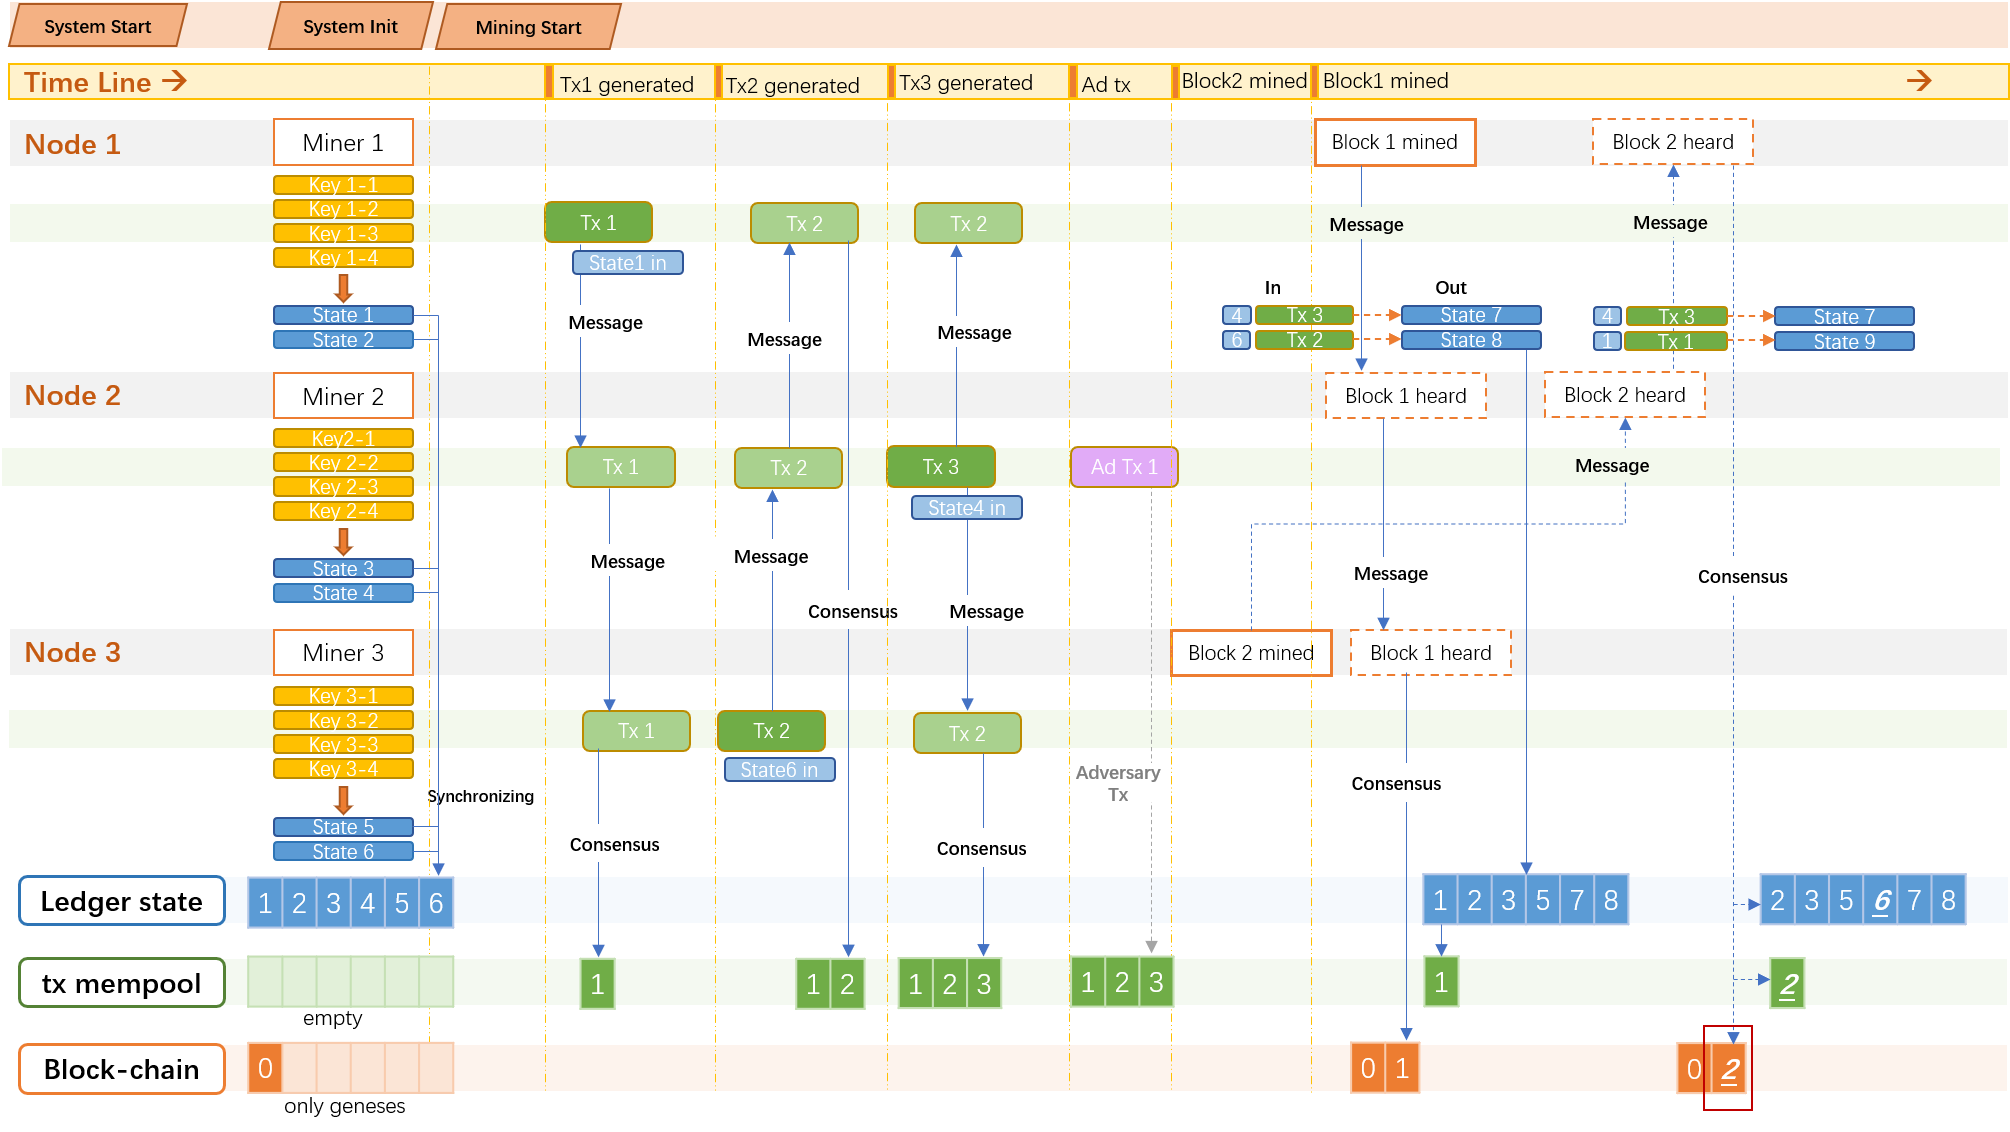 System Start
System Init
Mining Start
Time Line →
Tx1 generated
Tx2 generated
Tx3 generated
Ad tx
Block2 mined
Block1 mined
→
Node 1
Miner 1
Block 1 mined
Block 2 heard
Key 1-1
Key 1-2
Key 1-3
Key 1-4
Tx 1
Tx 2
Tx 2
Message
Message
State1 in
State 1
State 2
Message
Message
Message
In
Out
4
Tx 3
State 7
6
Tx 2
State 8
4
Tx 3
State 7
1
Tx 1
State 9
Node 2
Miner 2
Block 1 heard
Block 2 heard
Key2-1
Key 2-2
Key 2-3
Key 2-4
Tx 1
Tx 2
Tx 3
Ad Tx 1
Message
State4 in
State 3
State 4
Message
Message
Message
Consensus
Consensus
Message
Node 3
Miner 3
Block 2 mined
Block 1 heard
Key 3-1
Key 3-2
Key 3-3
Key 3-4
Tx 1
Tx 2
Tx 2
State6 in
Adversary
Tx
Consensus
Synchronizing
State 5
State 6
Consensus
Consensus
Ledger state
1 2 3 4 5 6
1 2 3 5 7 8
2 3 5 6 7 8
tx mempool
1
1 2
1 2 3
1 2 3
1
2
empty
Block-chain
0
0 1
0 2
only geneses